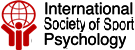 International
Society of Sport
Psychology